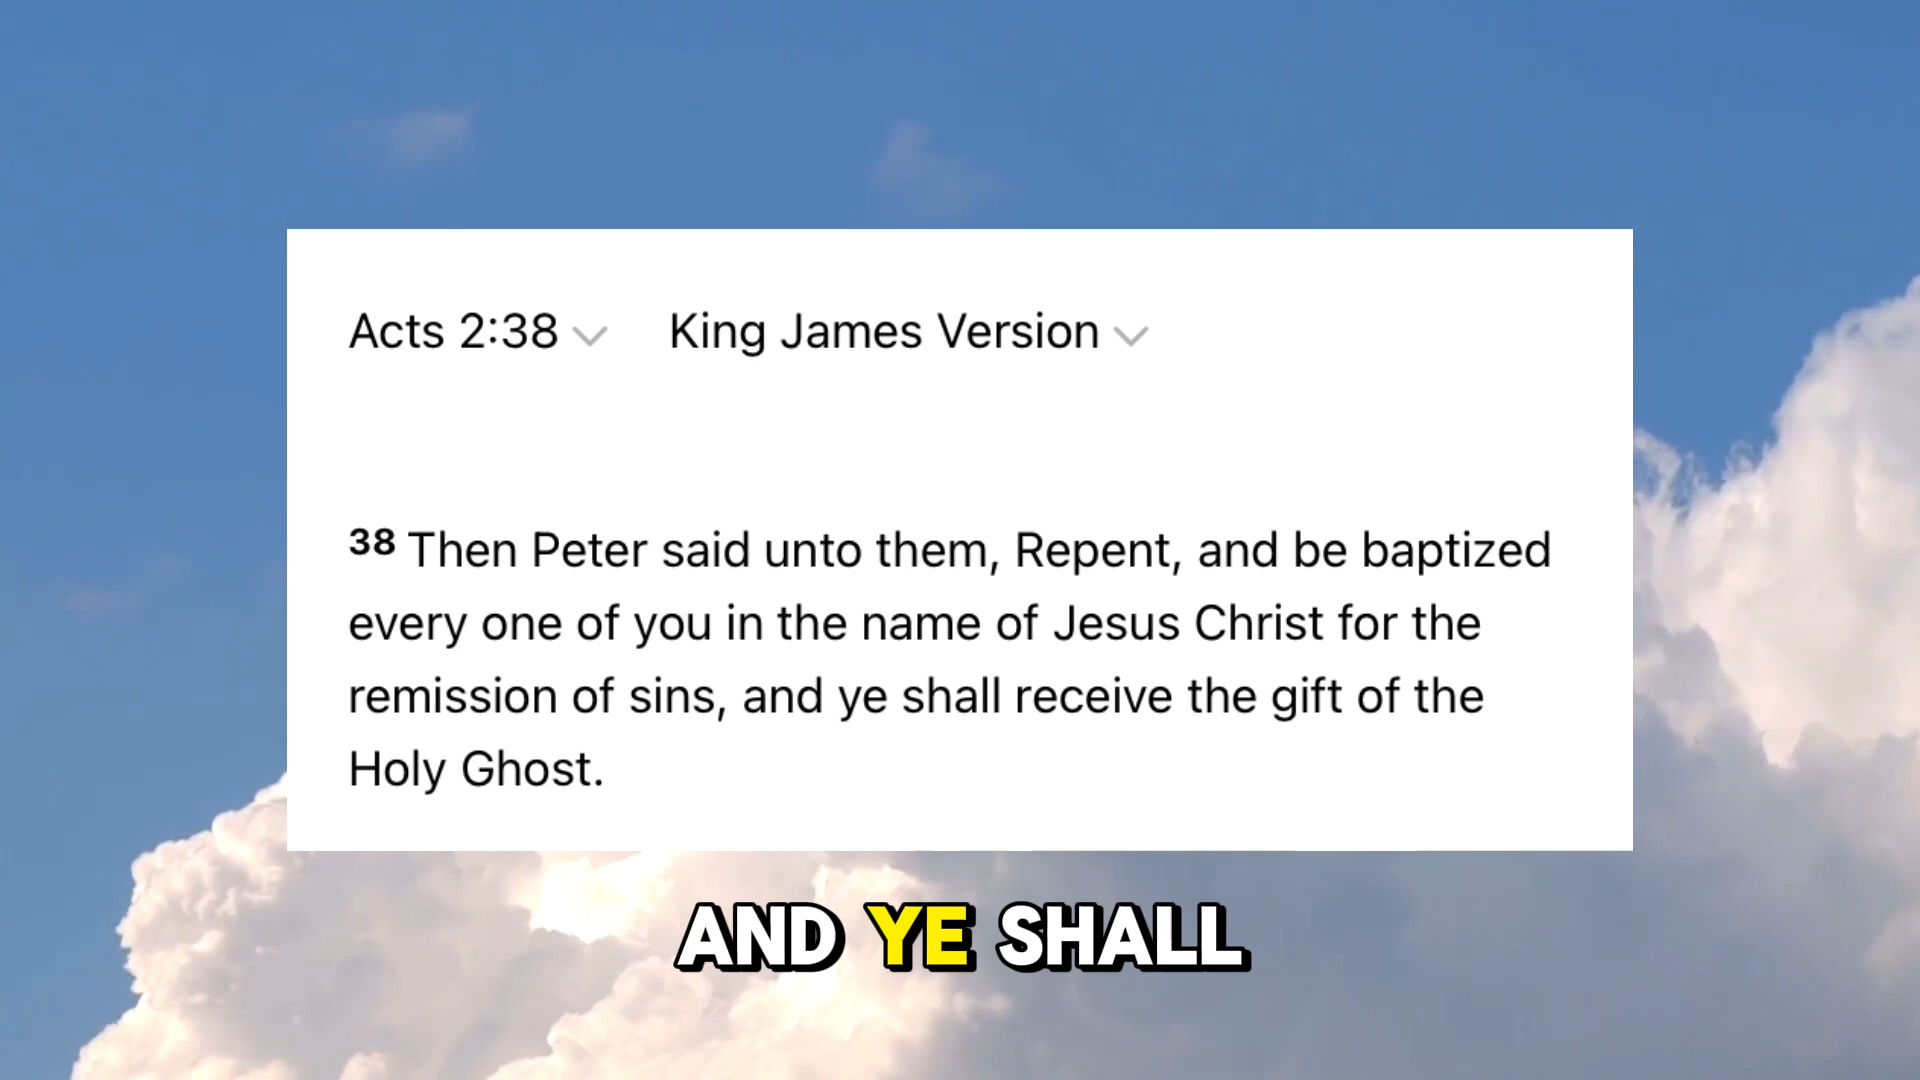 Acts 2:38 King James Version
38 Then Peter said unto them, Repent, and be baptized
every one of you in the name of Jesus Christ for the
remission of sins, and ye shall receive the gift of the
Holy Ghost.
AND YE SHALL